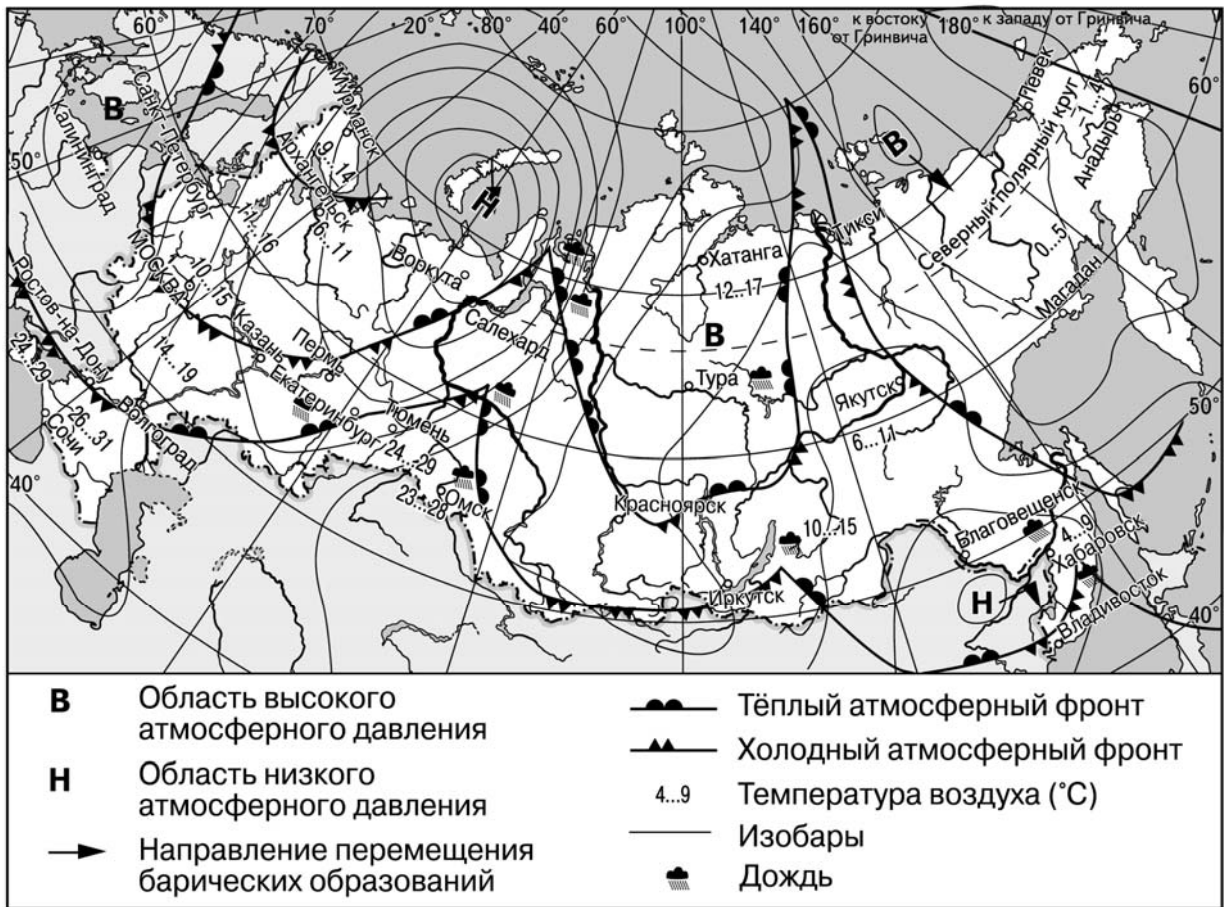 60° 70° 80° 20° 40° 60° 80° 100° 140° 160° 180°
к востоку от Гринвича
к западу от Гринвича
60°
50°
40°
50°
40°
В
Калининград
Санкт-Петербург
Мурманск
9...14
Архангельск
11...16
6...11
Н
МОСКВА
10...15
Воркута
Салехард
Казань
Пермь
Екатеринбург
Тюмень
24...29
Омск
23...28
14...19
Ростов-на-Дону
24...29
Волгоград
Сочи
26...31
Хатанга
12...17
В
Тура
Красноярск
Иркутск
10...15
Тикси
Якутск
6...11
В
Певек
Северный полярный круг
-1...4
Анадырь
0...5
Магадан
Благовещенск
4...9
Хабаровск
Н
Владивосток
В Область высокого
атмосферного давления
Н Область низкого
атмосферного давления
Направление перемещения
барических образований
Тёплый атмосферный фронт
Холодный атмосферный фронт
4...9 Температура воздуха (°C)
Изобары
Дождь